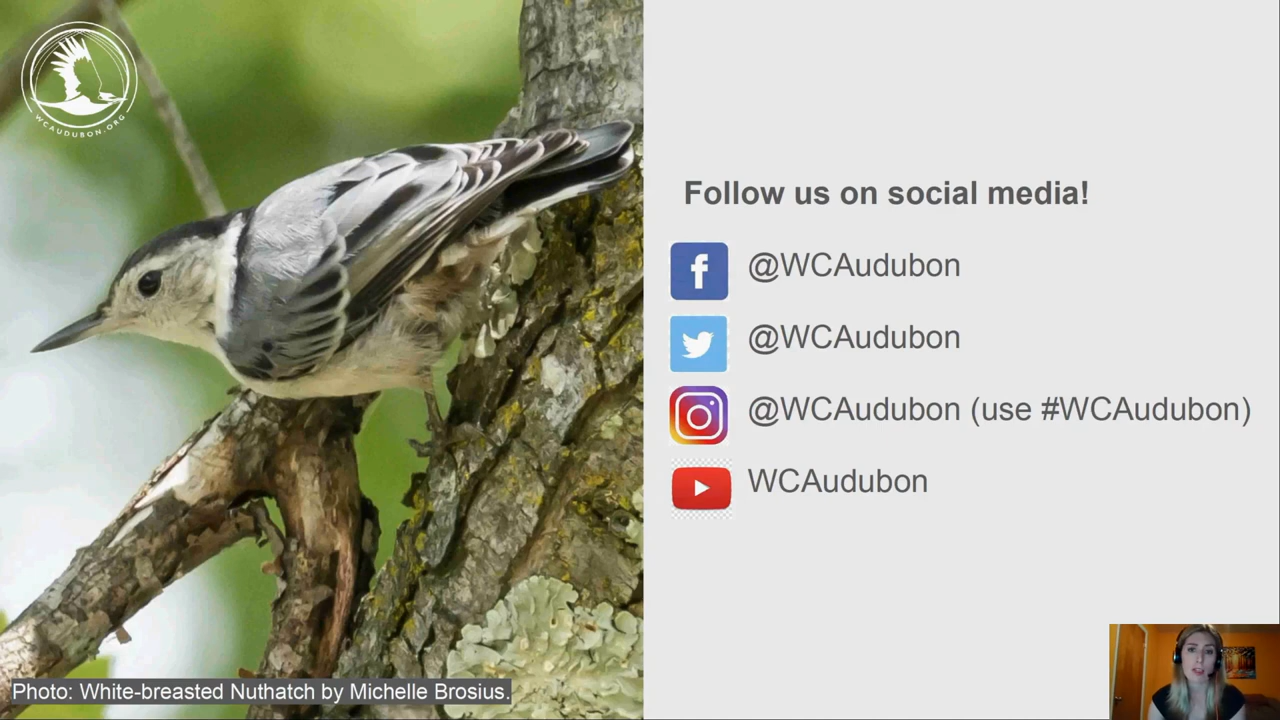 WCAUDUBON.ORG
Follow us on social media!
@WCAudubon
@WCAudubon
@WCAudubon (use #WCAudubon)
WCAudubon
Photo: White-breasted Nuthatch by Michelle Brosius.